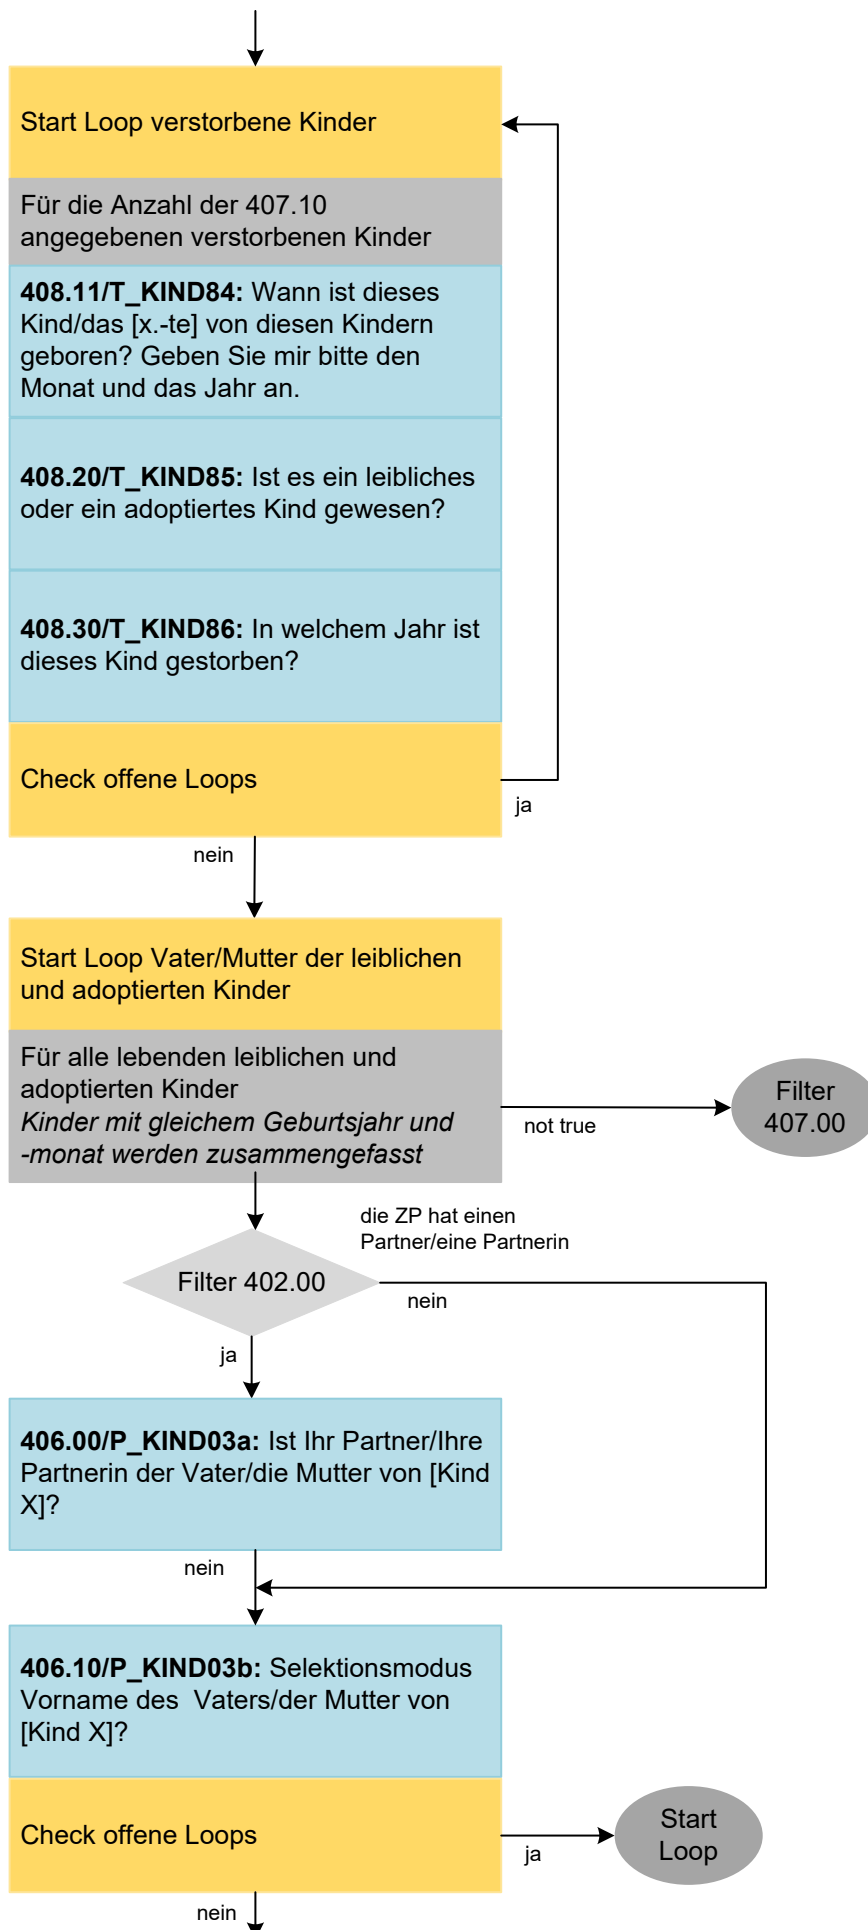 Start Loop verstorbene Kinder
Für die Anzahl der 407.10
angegebenen verstorbenen Kinder
408.11/T_KIND84: Wann ist dieses
Kind/das [x.-te] von diesen Kindern
geboren? Geben Sie mir bitte den
Monat und das Jahr an.
408.20/T_KIND85: Ist es ein leibliches
oder ein adoptiertes Kind gewesen?
408.30/T_KIND86: In welchem Jahr ist
dieses Kind gestorben?
Check offene Loops
ja
nein
Start Loop Vater/Mutter der leiblichen
und adoptierten Kinder
Für alle lebenden leiblichen und
adoptierten Kinder
Kinder mit gleichem Geburtsjahr und
-monat werden zusammengefasst
not true
Filter
407.00
die ZP hat einen
Partner/eine Partnerin
Filter 402.00
nein
ja
406.00/P_KIND03a: Ist Ihr Partner/Ihre
Partnerin der Vater/die Mutter von [Kind
X]?
nein
406.10/P_KIND03b: Selektionsmodus
Vorname des  Vaters/der Mutter von
[Kind X]?
Check offene Loops
ja
Start
Loop
nein